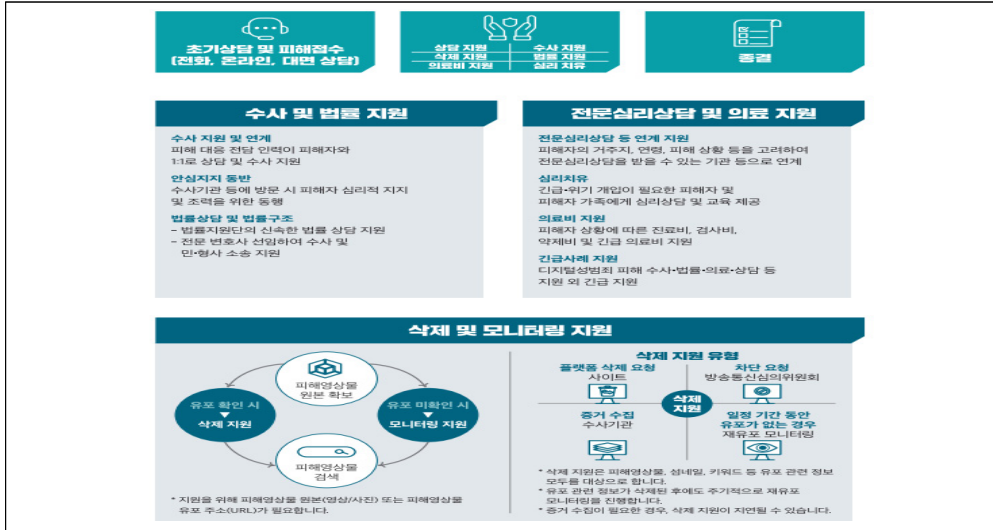 초기상담 및 피해접수
(전화, 온라인, 대면 상담)
상담 지원 수사 지원
삭제 지원 법률 지원
의료비 지원 심리 치유
종결
수사 및 법률 지원
수사 지원 및 연계
피해 대응 전담 인력이 피해자와
1:1로 상담 및 수사 지원
안심지지 동반
수사기관 등에 방문 시 피해자 심리적 지지
및 조력을 위한 동행
법률상담 및 법률구조
- 법률지원단의 신속한 법률 상담 지원
- 전문 변호사 선임하여 수사 및
민·형사 소송 지원
전문심리상담 및 의료 지원
전문심리상담 등 연계 지원
피해자의 거주지, 연령, 피해 상황 등을 고려하여
전문심리상담을 받을 수 있는 기관 등으로 연계
심리치유
긴급·위기 개입이 필요한 피해자 및
피해자 가족에게 심리상담 및 교육 제공
의료비 지원
피해자 상황에 따른 진료비, 검사비,
약제비 및 긴급 의료비 지원
긴급사례 지원
디지털성범죄 피해 수사·법률·의료·상담 등
지원 외 긴급 지원
삭제 및 모니터링 지원
피해영상물
원본 확보
유포 확인 시
삭제 지원
유포 미확인 시
모니터링 지원
피해영상물
검색
* 지원을 위해 피해영상물 원본(영상/사진) 또는 피해영상물
유포 주소(URL)가 필요합니다.
삭제 지원 유형
플랫폼 삭제 요청
사이트
차단 요청
방송통신심의위원회
삭제
지원
증거 수집
수사기관
일정 기간 동안
유포가 없는 경우
재유포 모니터링
* 삭제 지원은 피해영상물, 섬네일, 키워드 등 유포 관련 정보
모두를 대상으로 합니다.
* 유포 관련 정보가 삭제된 후에도 주기적으로 재유포
모니터링을 진행합니다.
* 증거 수집이 필요한 경우, 삭제 지원이 지연될 수 있습니다.